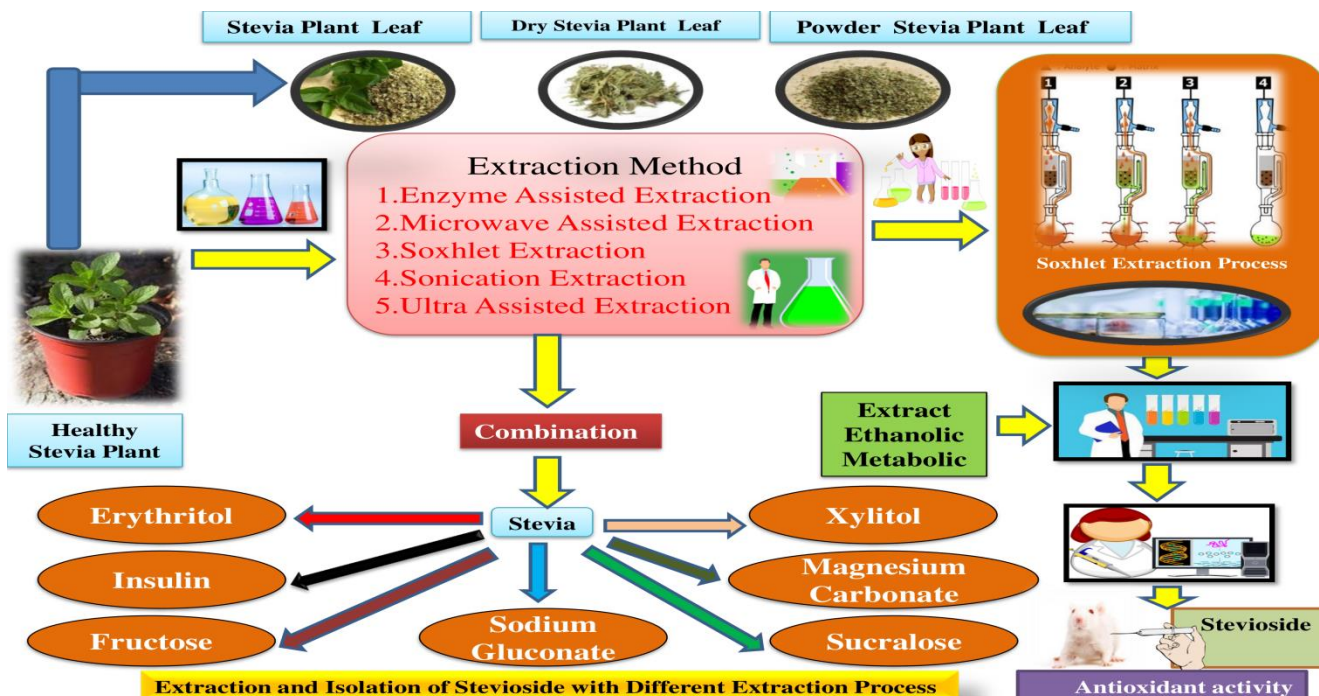 Stevia Plant Leaf
Dry Stevia Plant Leaf
Powder Stevia Plant Leaf
1
2
3
4
Extraction Method
1.Enzyme Assisted Extraction
2.Microwave Assisted Extraction
3.Soxhlet Extraction
4.Sonication Extraction
5.Ultra Assisted Extraction
Soxhlet Extraction Process
Healthy
Stevia Plant
Combination
Extract
Ethanolic
Metabolic
Stevia
Erythritol
Insulin
Fructose
Sodium
Gluconate
Xylitol
Magnesium
Carbonate
Sucralose
Stevioside
Antioxidant activity
Extraction and Isolation of Stevioside with Different Extraction Process